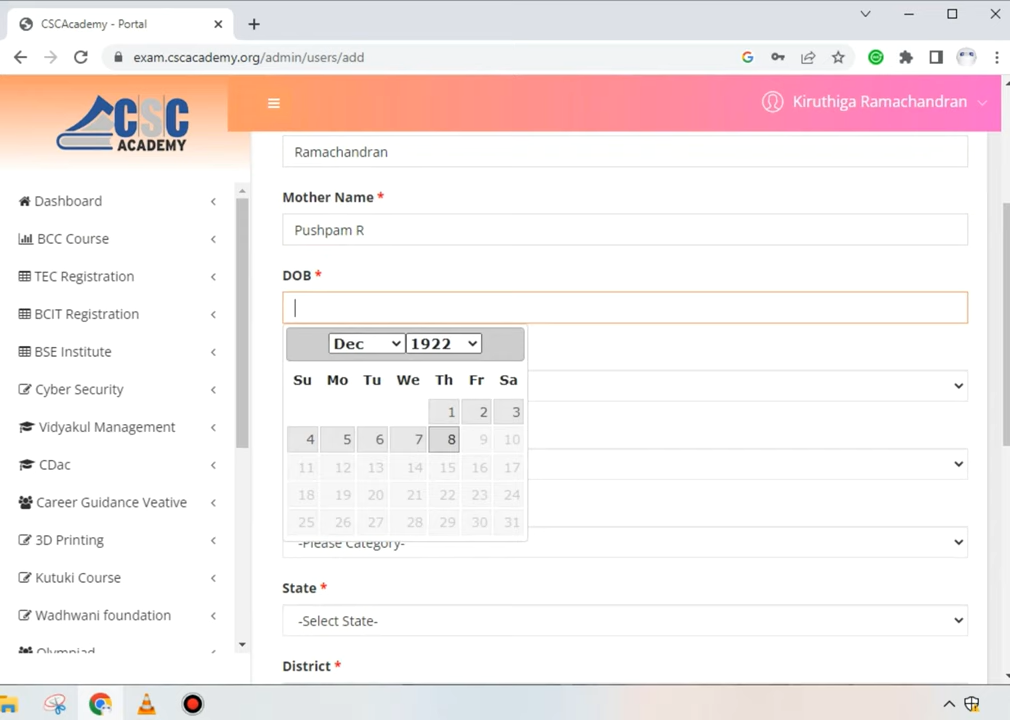 CSCAcademy - Portal
exam.cscacademy.org/admin/users/add
CSC
ACADEMY
Kiruthiga Ramachandran
Dashboard
BCC Course
TEC Registration
BCIT Registration
BSE Institute
Cyber Security
Vidyakul Management
CDac
Career Guidance Veative
3D Printing
Kutuki Course
Wadhwani foundation
Olympiad
Ramachandran
Mother Name *
Pushpam R
DOB *
Dec 1922
Su Mo Tu We Th Fr Sa
1 2 3
4 5 6 7 8 9 10
11 12 13 14 15 16 17
18 19 20 21 22 23 24
25 26 27 28 29 30 31
-Please Category-
State *
-Select State-
District *